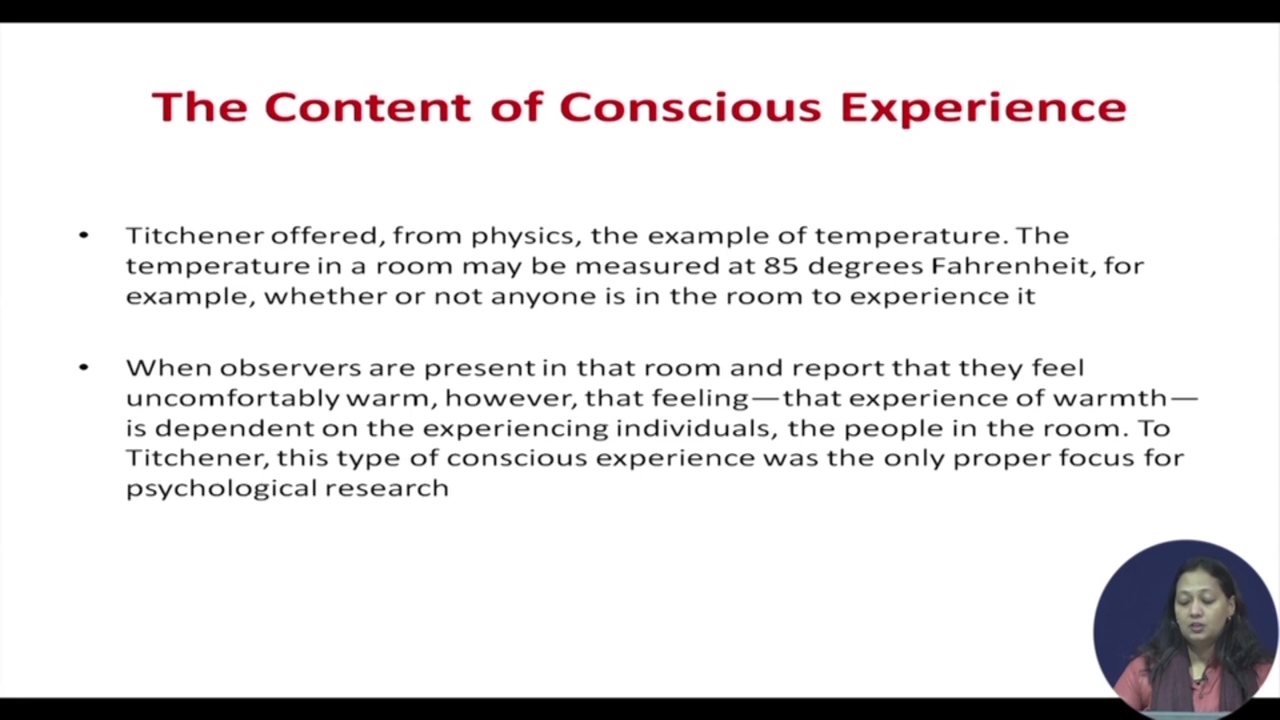 The Content of Conscious Experience
• Titchener offered, from physics, the example of temperature. The
temperature in a room may be measured at 85 degrees Fahrenheit, for
example, whether or not anyone is in the room to experience it
• When observers are present in that room and report that they feel
uncomfortably warm, however, that feeling—that experience of warmth—
is dependent on the experiencing individuals, the people in the room. To
Titchener, this type of conscious experience was the only proper focus for
psychological research